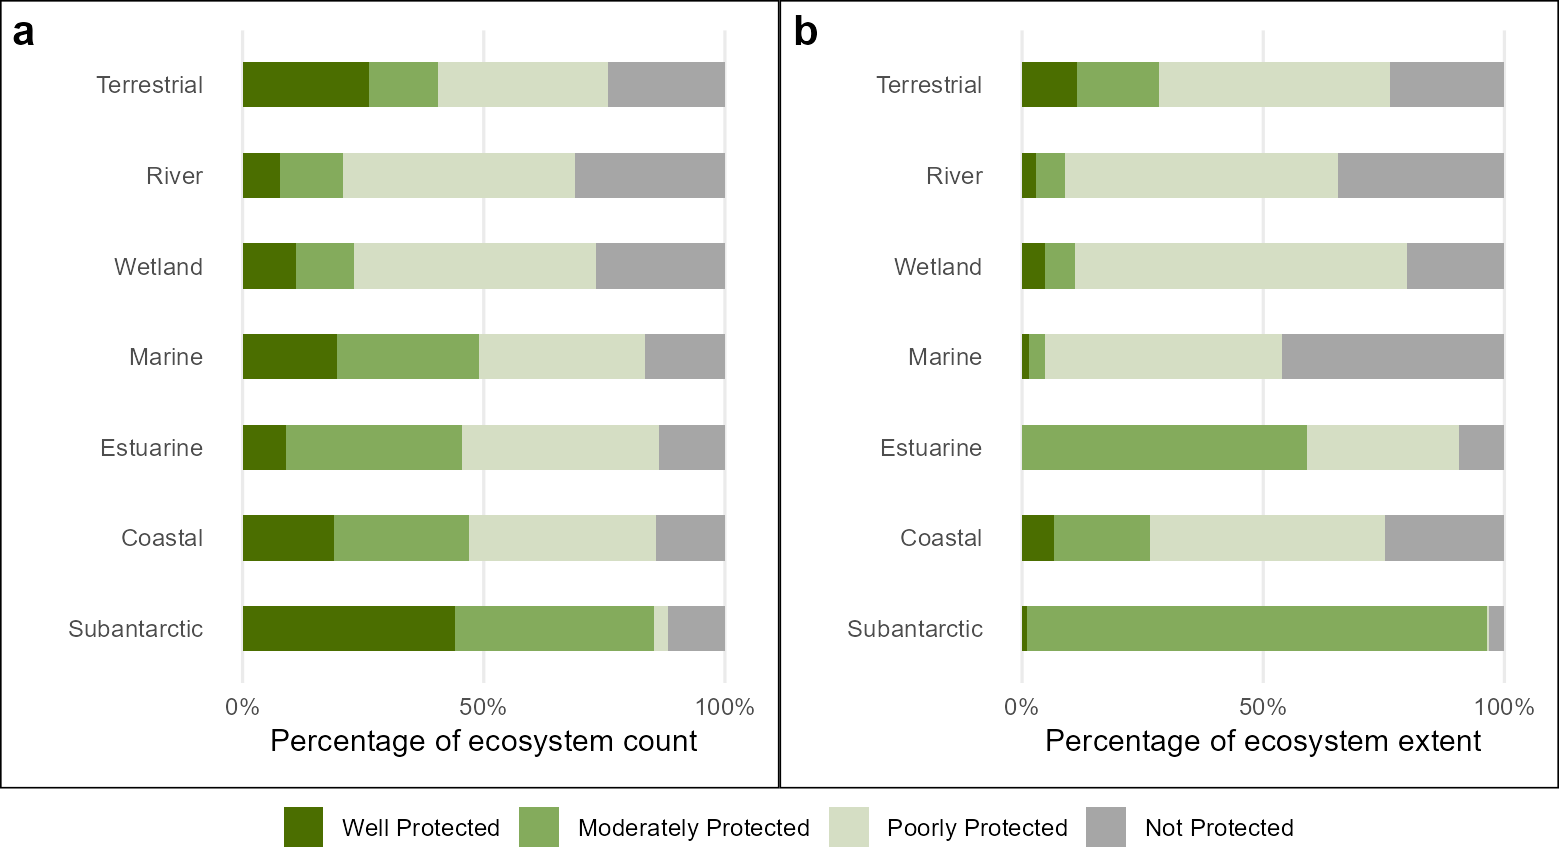 a
Terrestrial
River
Wetland
Marine
Estuarine
Coastal
Subantarctic
0% 50% 100%
Percentage of ecosystem count
b
Terrestrial
River
Wetland
Marine
Estuarine
Coastal
Subantarctic
0% 50% 100%
Percentage of ecosystem extent
Well Protected Moderately Protected Poorly Protected Not Protected